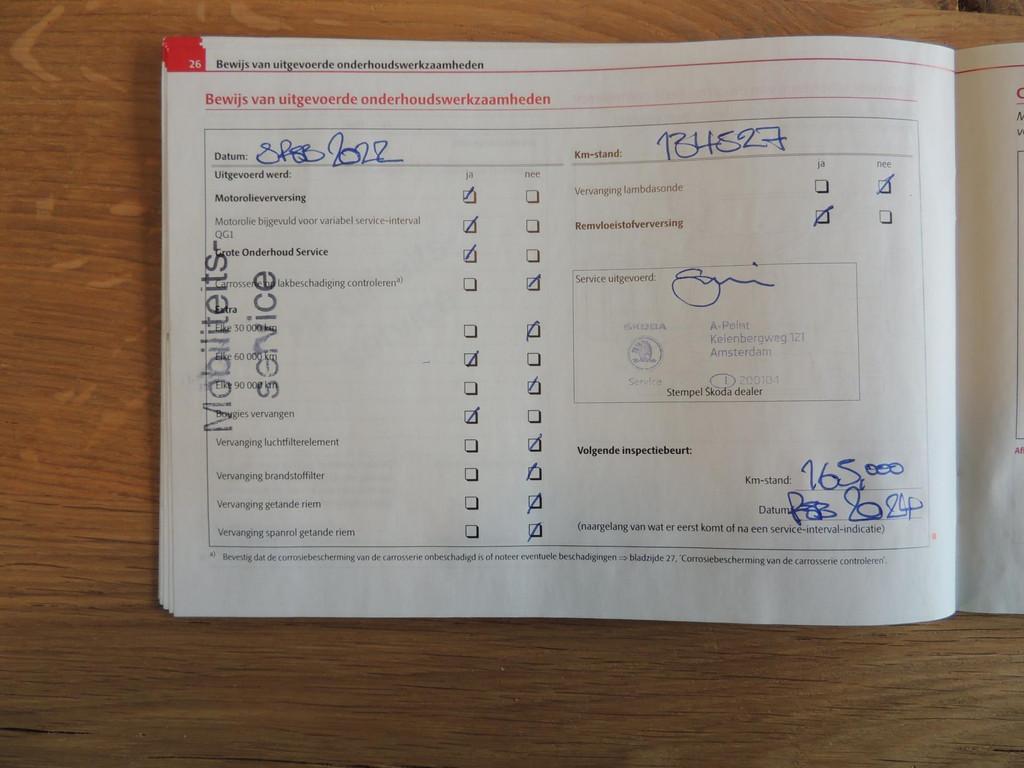 26 Bewijs van uitgevoerde onderhoudswerkzaamheden
Bewijs van uitgevoerde onderhoudswerkzaamheden
Datum: 8 FEB 2022
Uitgevoerd werd: ja nee
Motorolieverversing
Motorolie bijgevuld voor variabel service-interval
QG1
Grote Onderhoud Service
Carrosserie op lakbeschadiging controleren a)
Extra
Elke 30 000 km
Elke 60 000 km
Elke 90 000 km
Bougies vervangen
Vervanging luchtfilterelement
Vervanging brandstoffilter
Vervanging getande riem
Vervanging spanrol getande riem
Mobiliteits-
service
Km-stand: 134527
ja nee
Vervanging lambdasonde
Remvloeistofverversing
Service uitgevoerd:
ŠKODA
Service
A-Point
Keienbergweg 121
Amsterdam
200104
Stempel Škoda dealer
Volgende inspectiebeurt:
Km-stand: 165,000
Datum: FEB 2024
(naargelang van wat er eerst komt of na een service-interval-indicatie)
a) Bevestig dat de corrosiebescherming van de carrosserie onbeschadigd is of noteer eventuele beschadigingen ⇒ bladzijde 27, 'Corrosiebescherming van de carrosserie controleren'.